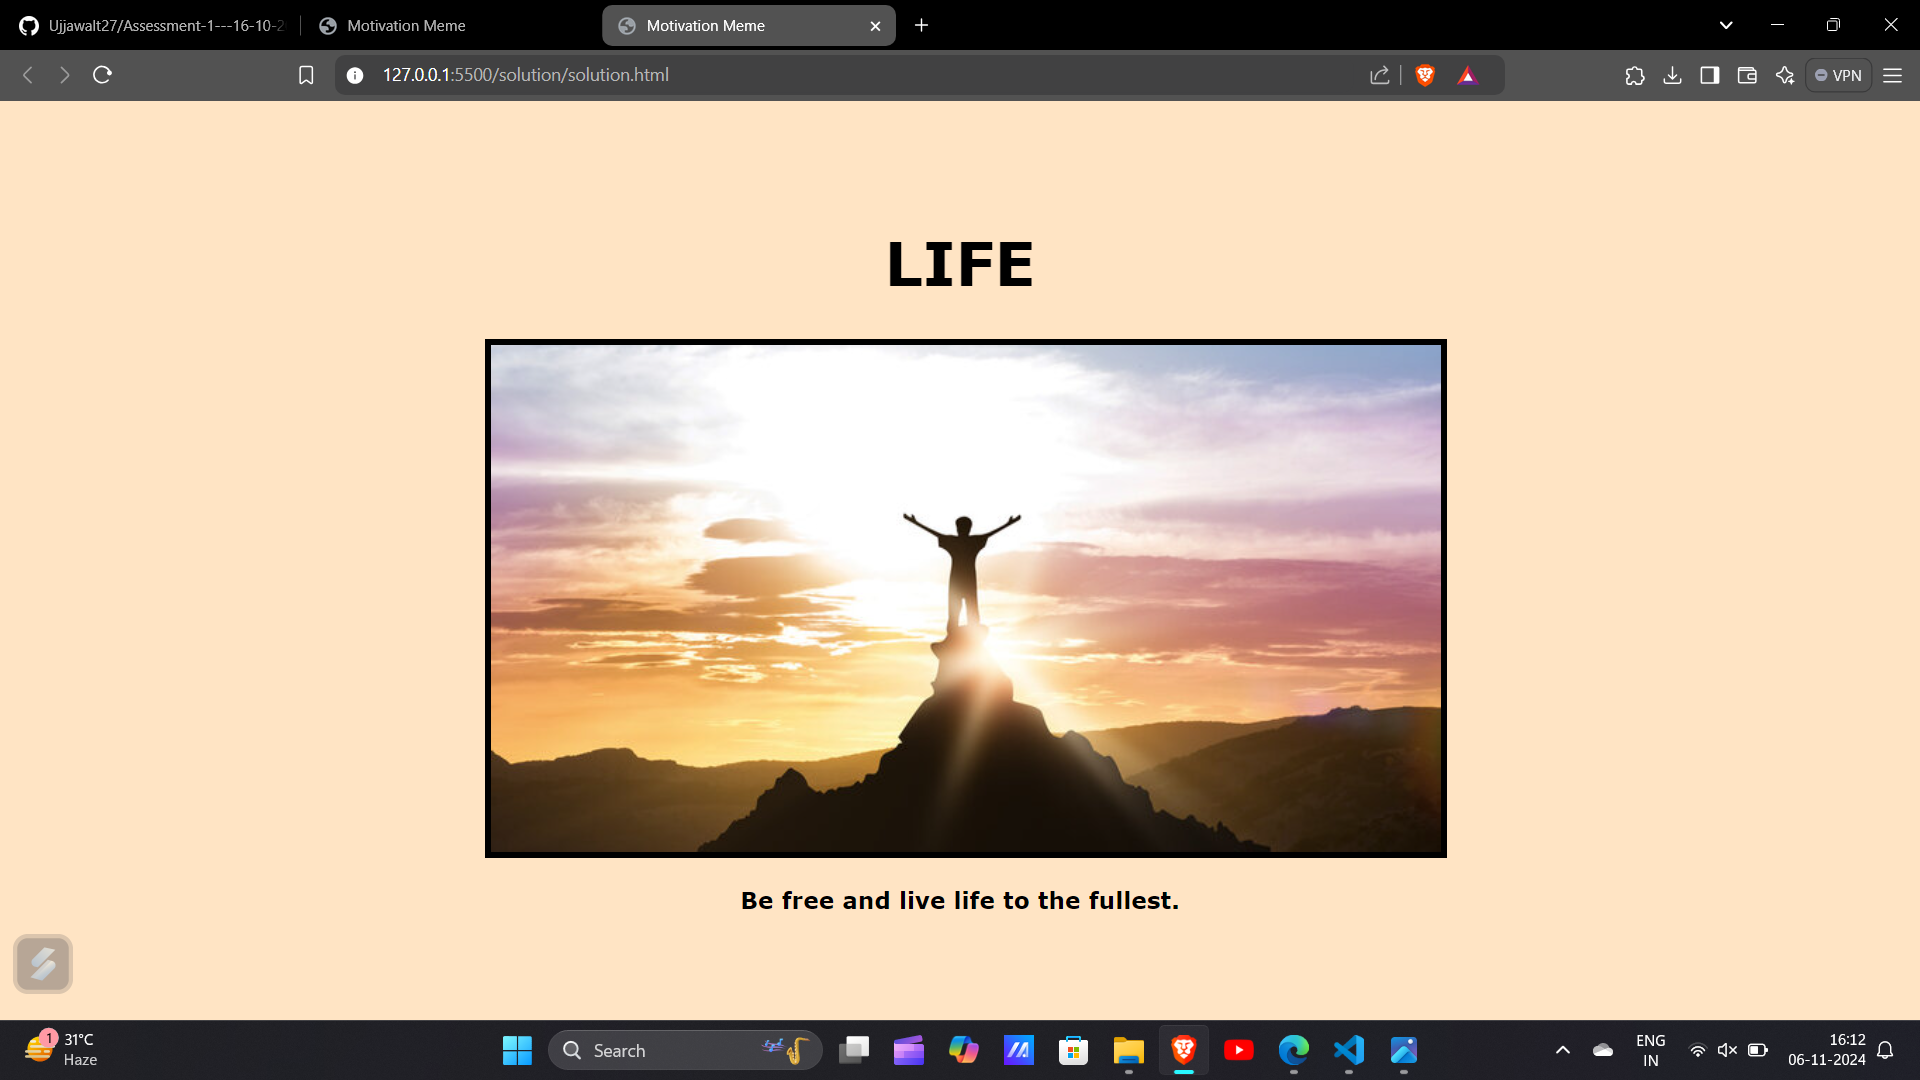 Ujjawalt27/Assessment-1---16-10-2
Motivation Meme
Motivation Meme
127.0.0.1:5500/solution/solution.html
VPN
LIFE
Be free and live life to the fullest.
1
31°C
Haze
Search
ENG
IN
16:12
06-11-2024